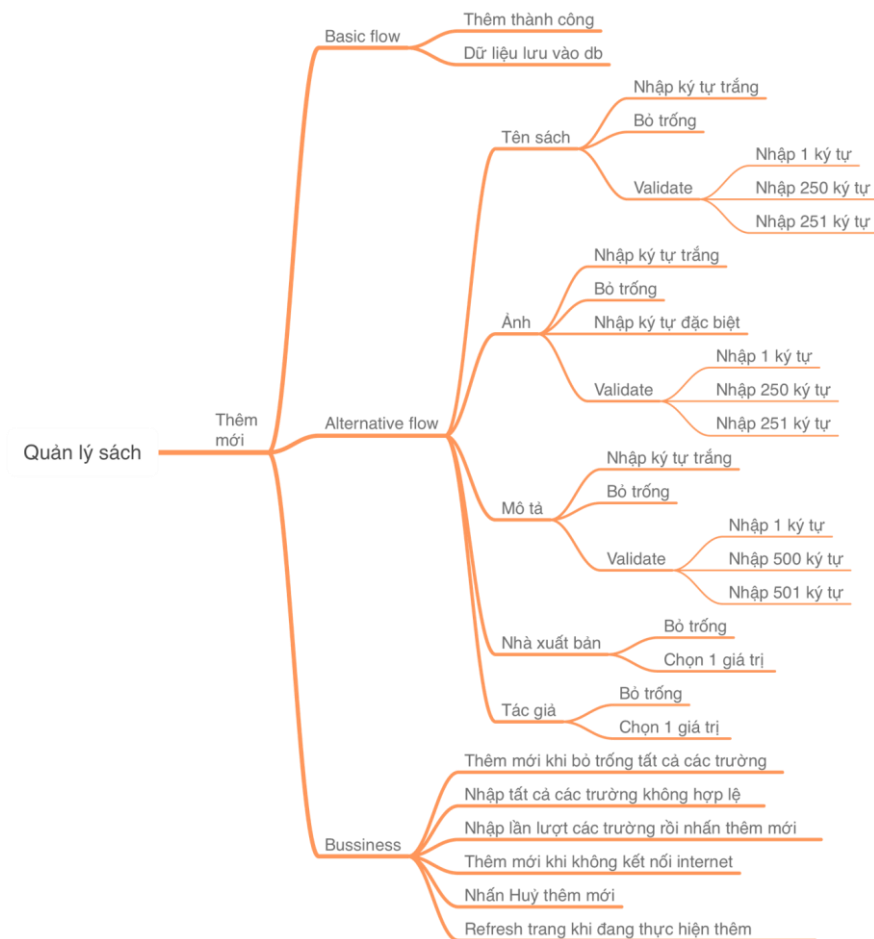 Quản lý sách
Thêm
mới
Basic flow
Thêm thành công
Dữ liệu lưu vào db
Alternative flow
Tên sách
Nhập ký tự trắng
Bỏ trống
Validate
Nhập 1 ký tự
Nhập 250 ký tự
Nhập 251 ký tự
Ảnh
Nhập ký tự trắng
Bỏ trống
Nhập ký tự đặc biệt
Validate
Nhập 1 ký tự
Nhập 250 ký tự
Nhập 251 ký tự
Mô tả
Nhập ký tự trắng
Bỏ trống
Validate
Nhập 1 ký tự
Nhập 500 ký tự
Nhập 501 ký tự
Nhà xuất bản
Bỏ trống
Chọn 1 giá trị
Tác giả
Bỏ trống
Chọn 1 giá trị
Bussiness
Thêm mới khi bỏ trống tất cả các trường
Nhập tất cả các trường không hợp lệ
Nhập lần lượt các trường rồi nhấn thêm mới
Thêm mới khi không kết nối internet
Nhấn Huỷ thêm mới
Refresh trang khi đang thực hiện thêm